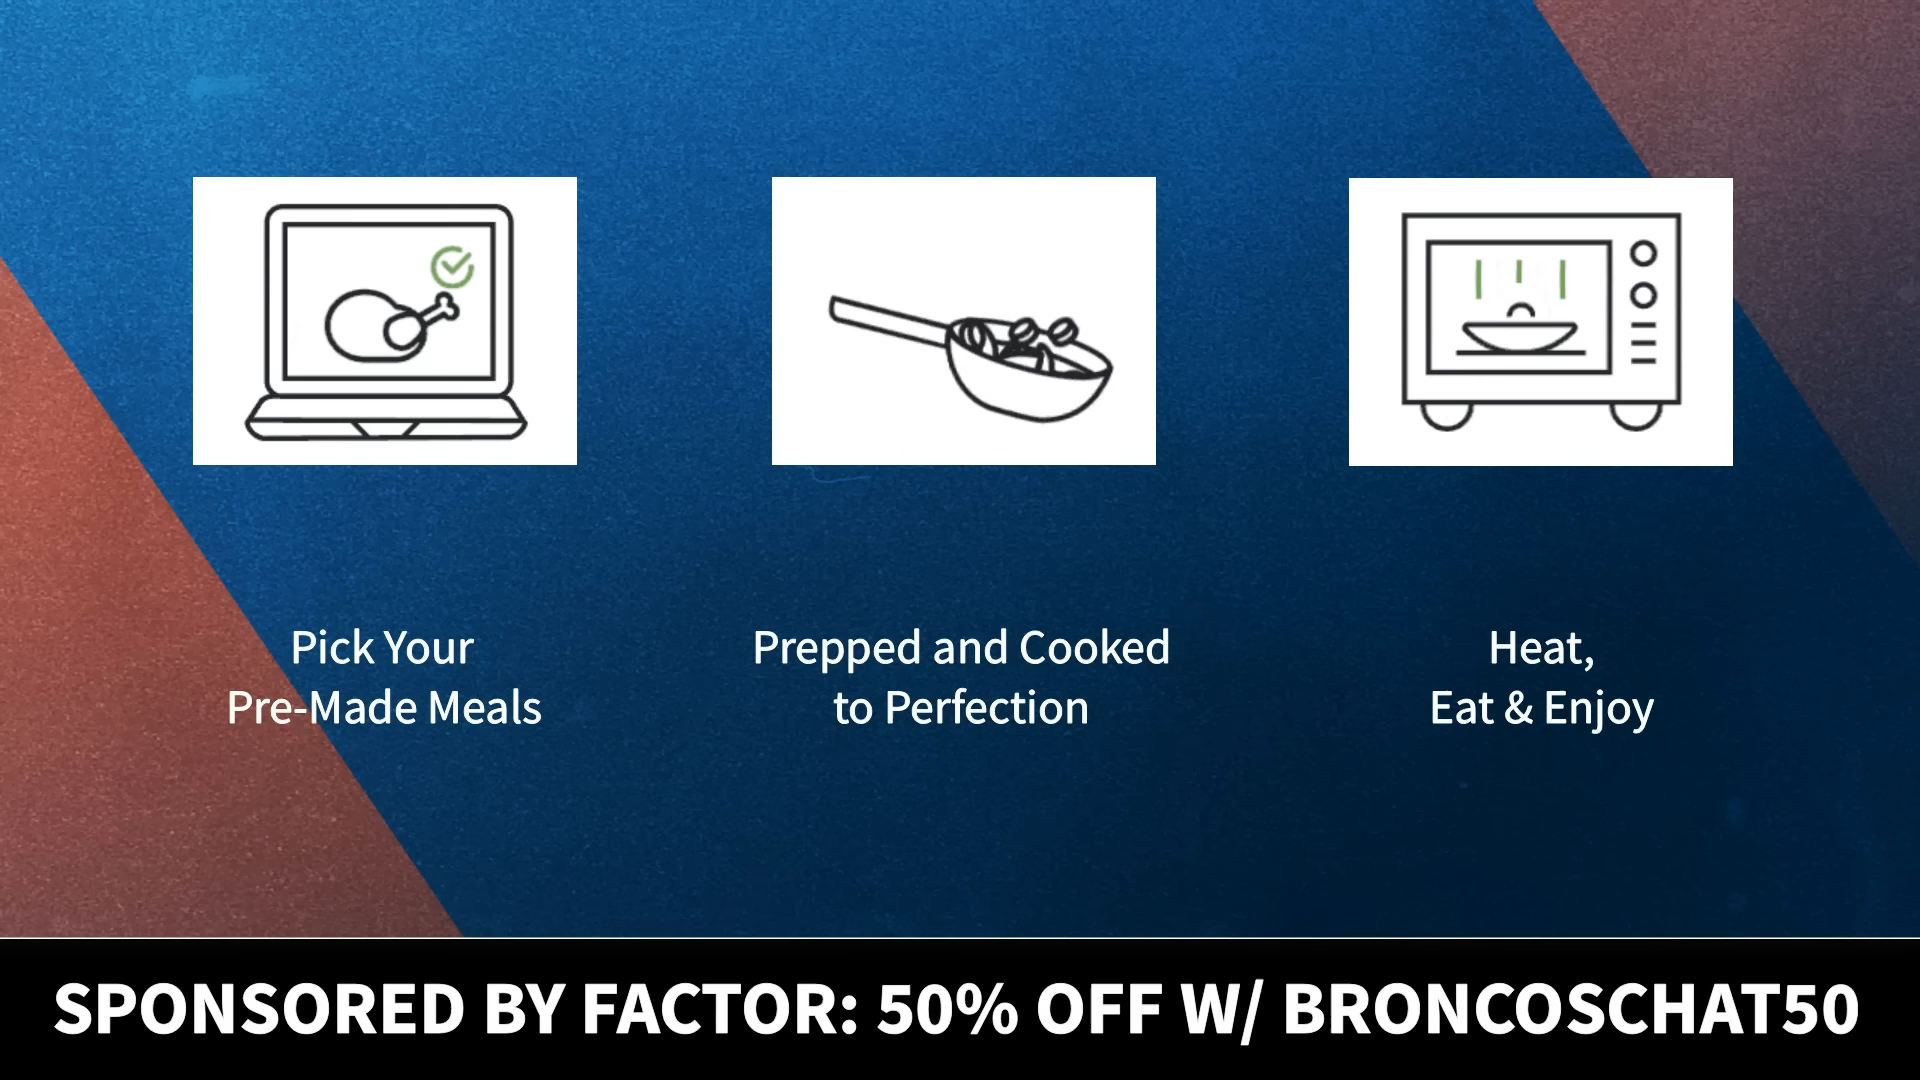 Pick Your
Pre-Made Meals
Prepped and Cooked
to Perfection
Heat,
Eat & Enjoy
SPONSORED BY FACTOR: 50% OFF W/ BRONCOSCHAT50